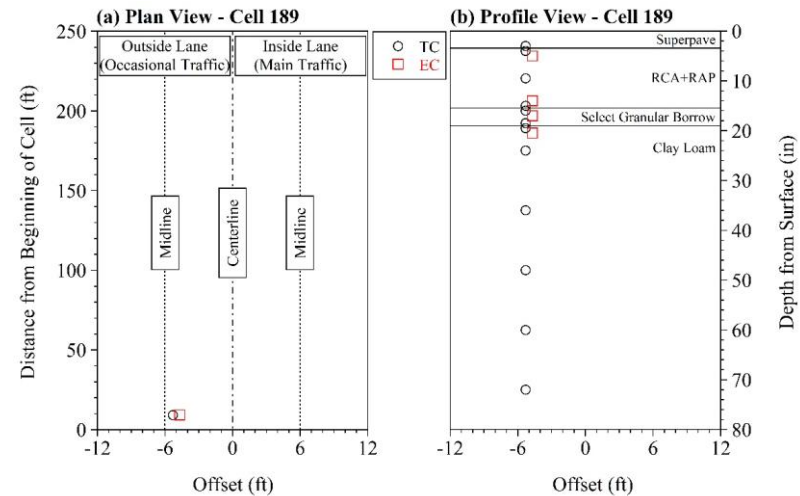 (a) Plan View - Cell 189
(b) Profile View - Cell 189
Outside Lane
(Occasional Traffic)
Inside Lane
(Main Traffic)
TC
EC
Midline
Centerline
Midline
Distance from Beginning of Cell (ft)
250
200
150
100
50
0
-12
-6
0
6
12
Offset (ft)
Superpave
RCA+RAP
Select Granular Borrow
Clay Loam
0
10
20
30
40
50
60
70
80
Depth from Surface (in)
-12
-6
0
6
12
Offset (ft)